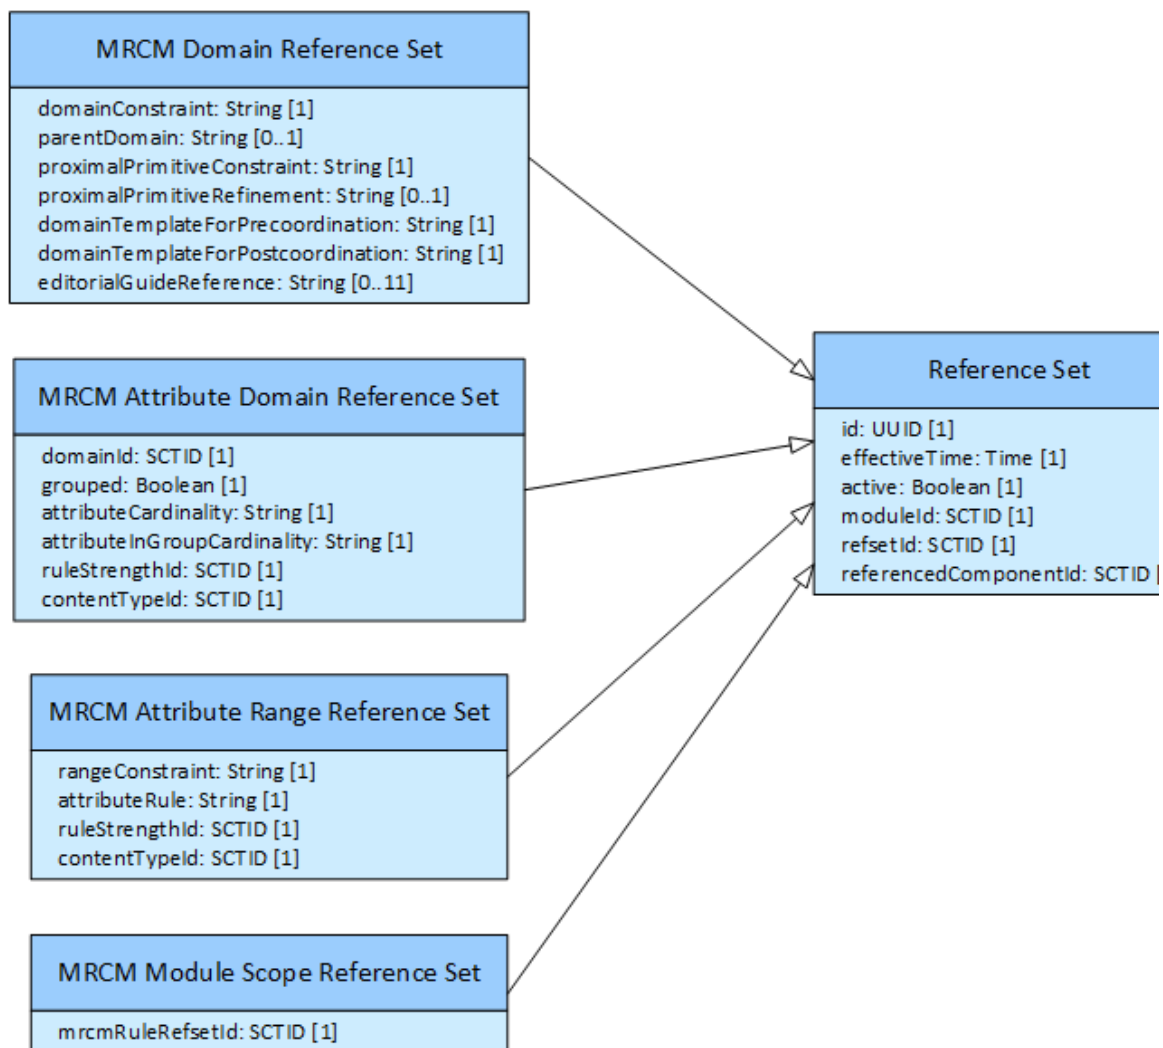 MRCM Domain Reference Set
domainConstraint: String [1]
parentDomain: String [0..1]
proximalPrimitiveConstraint: String [1]
proximalPrimitiveRefinement: String [0..1]
domainTemplateForPrecoordination: String [1]
domainTemplateForPostcoordination: String [1]
editorialGuideReference: String [0..11]
MRCM Attribute Domain Reference Set
domainId: SCTID [1]
grouped: Boolean [1]
attributeCardinality: String [1]
attributeInGroupCardinality: String [1]
ruleStrengthId: SCTID [1]
contentTypeId: SCTID [1]
MRCM Attribute Range Reference Set
rangeConstraint: String [1]
attributeRule: String [1]
ruleStrengthId: SCTID [1]
contentTypeId: SCTID [1]
MRCM Module Scope Reference Set
mrcmRuleRefsetId: SCTID [1]
Reference Set
id: UUID [1]
effectiveTime: Time [1]
active: Boolean [1]
moduleId: SCTID [1]
refsetId: SCTID [1]
referencedComponentId: SCTID [